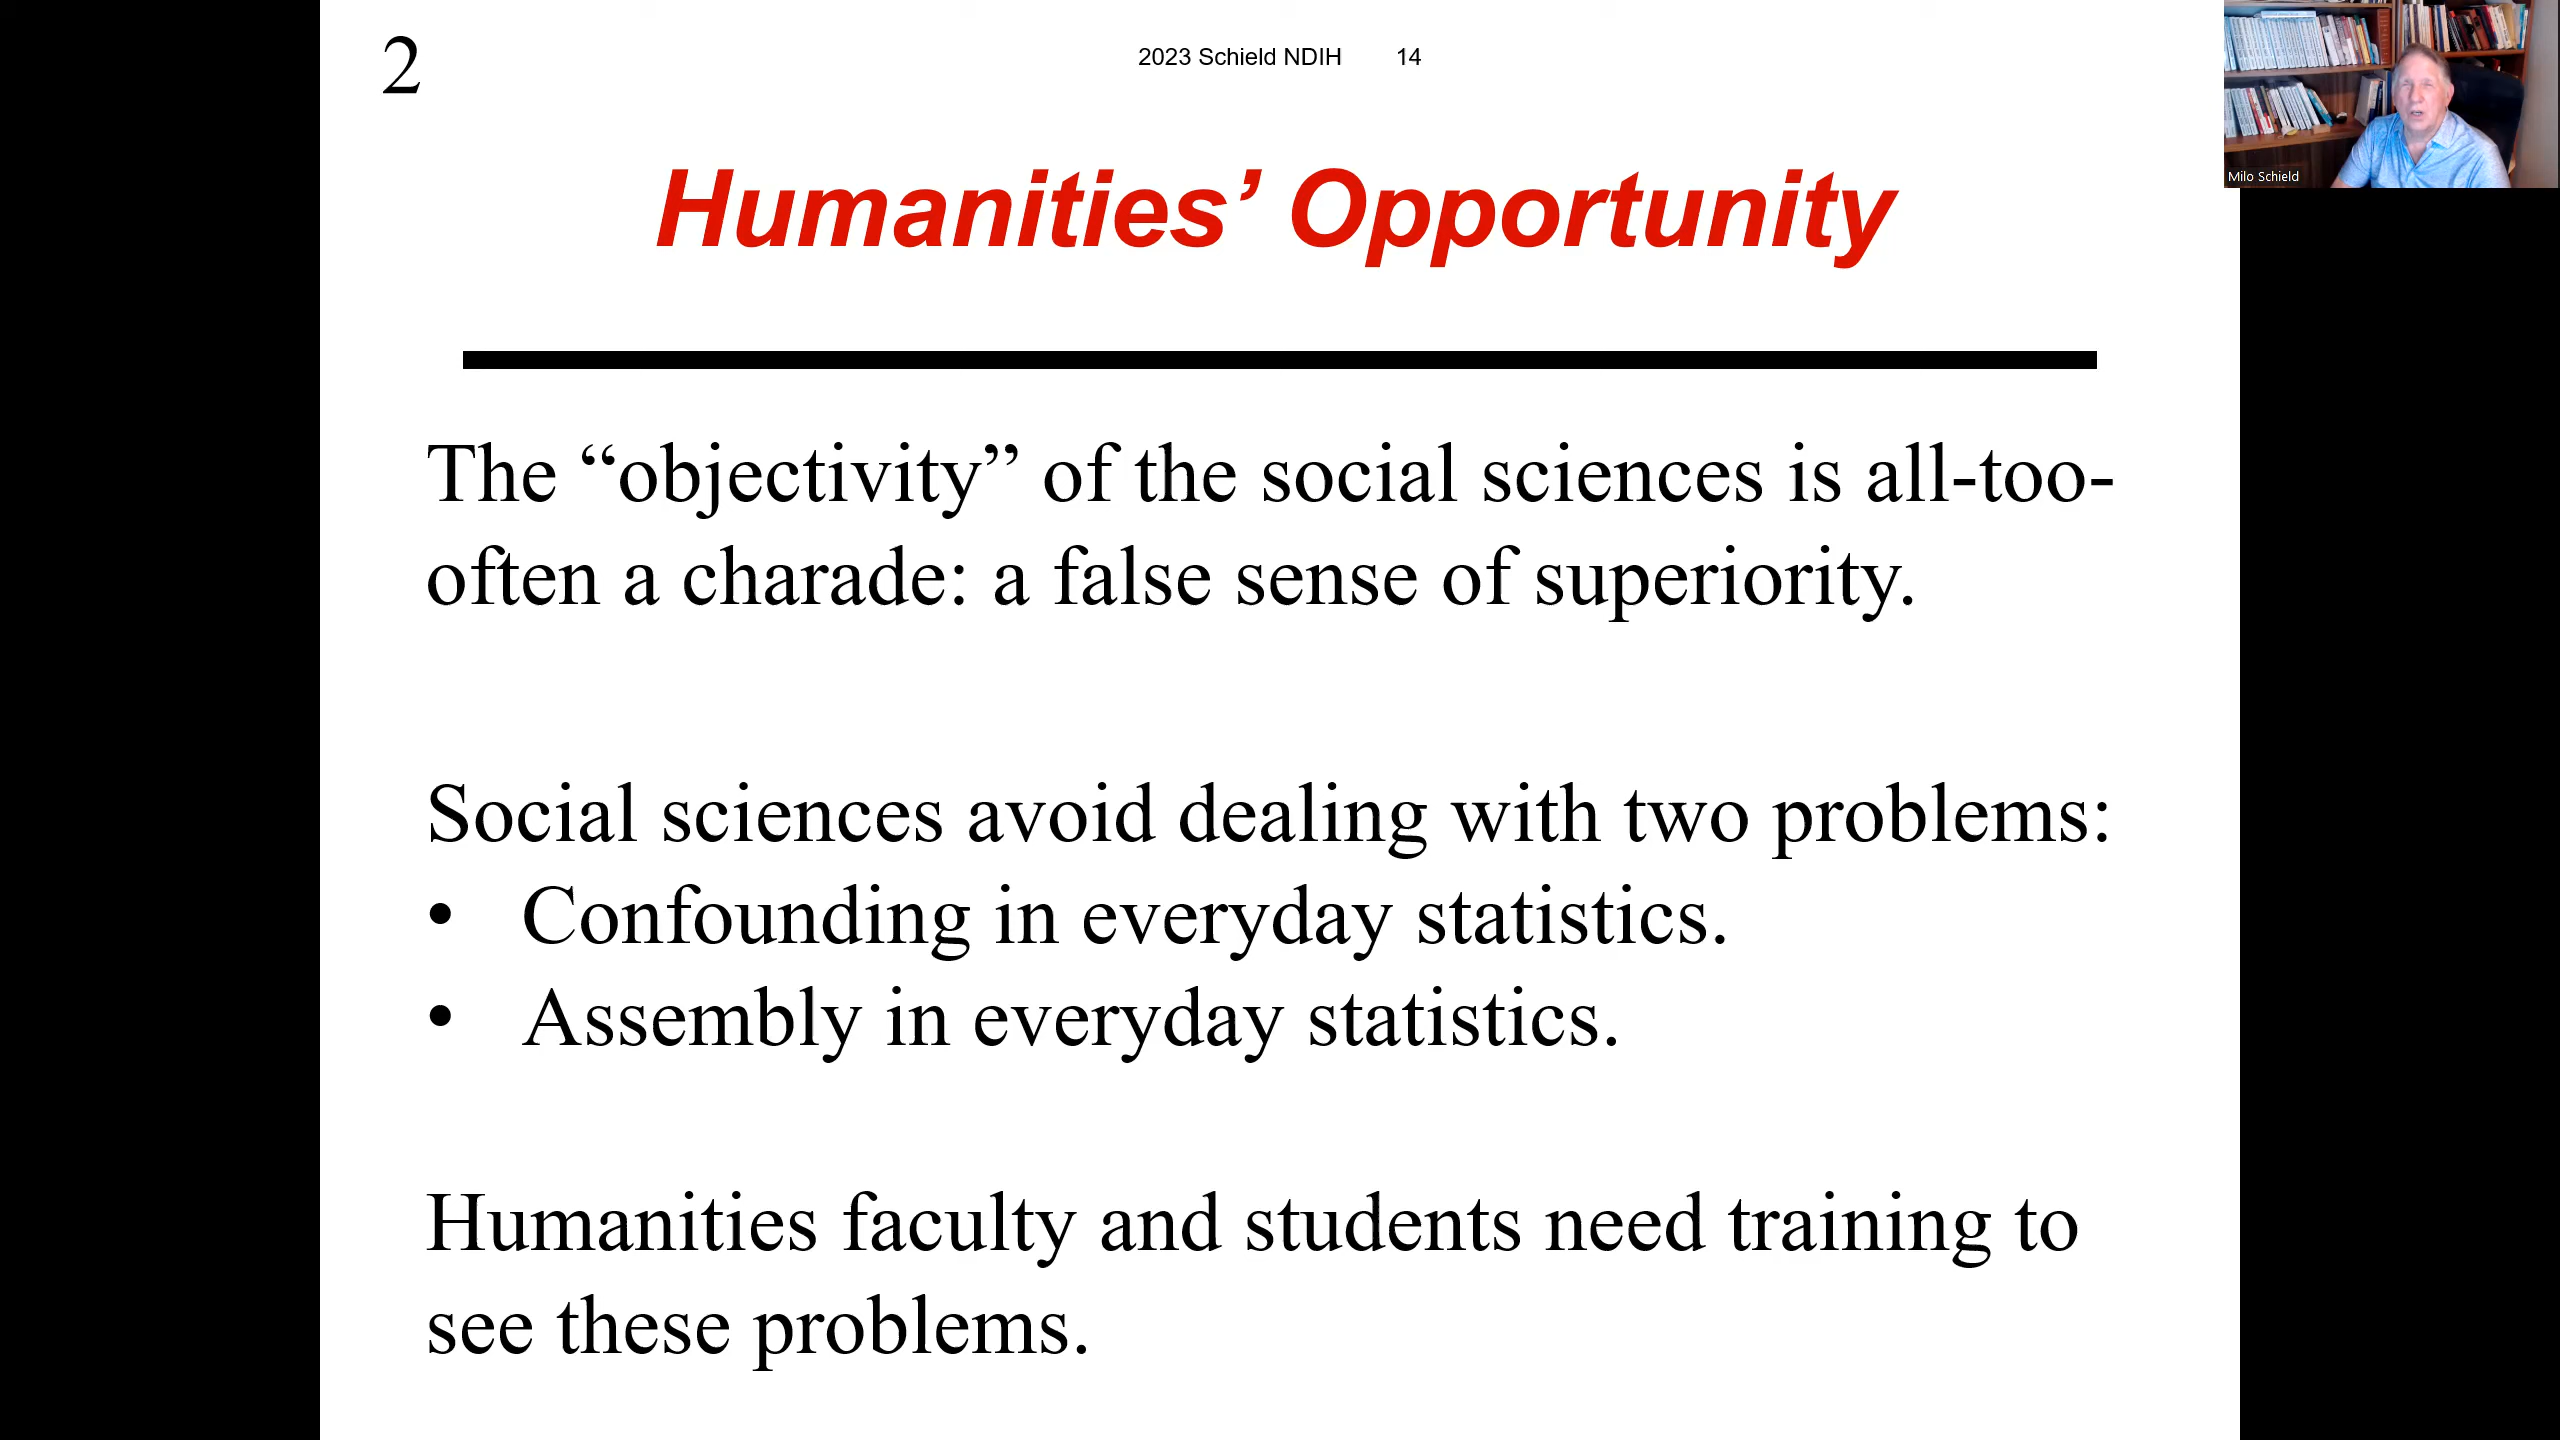 2
2023 Schield NDIH 14
Milo Schield
Humanities’ Opportunity
The “objectivity” of the social sciences is all-too-
often a charade: a false sense of superiority.
Social sciences avoid dealing with two problems:
• Confounding in everyday statistics.
• Assembly in everyday statistics.
Humanities faculty and students need training to
see these problems.